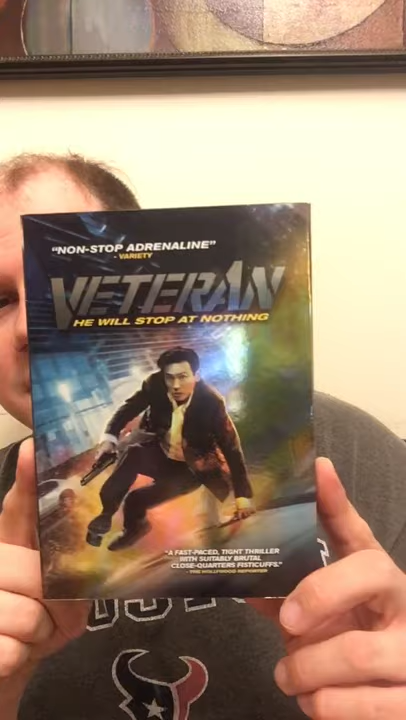 "NON-STOP ADRENALINE"
- VARIETY
VETERAN
HE WILL STOP AT NOTHING
"A FAST-PACED, TIGHT THRILLER
WITH SUITABLY BRUTAL
CLOSE-QUARTERS FISTICUFFS."
- THE HOLLYWOOD REPORTER